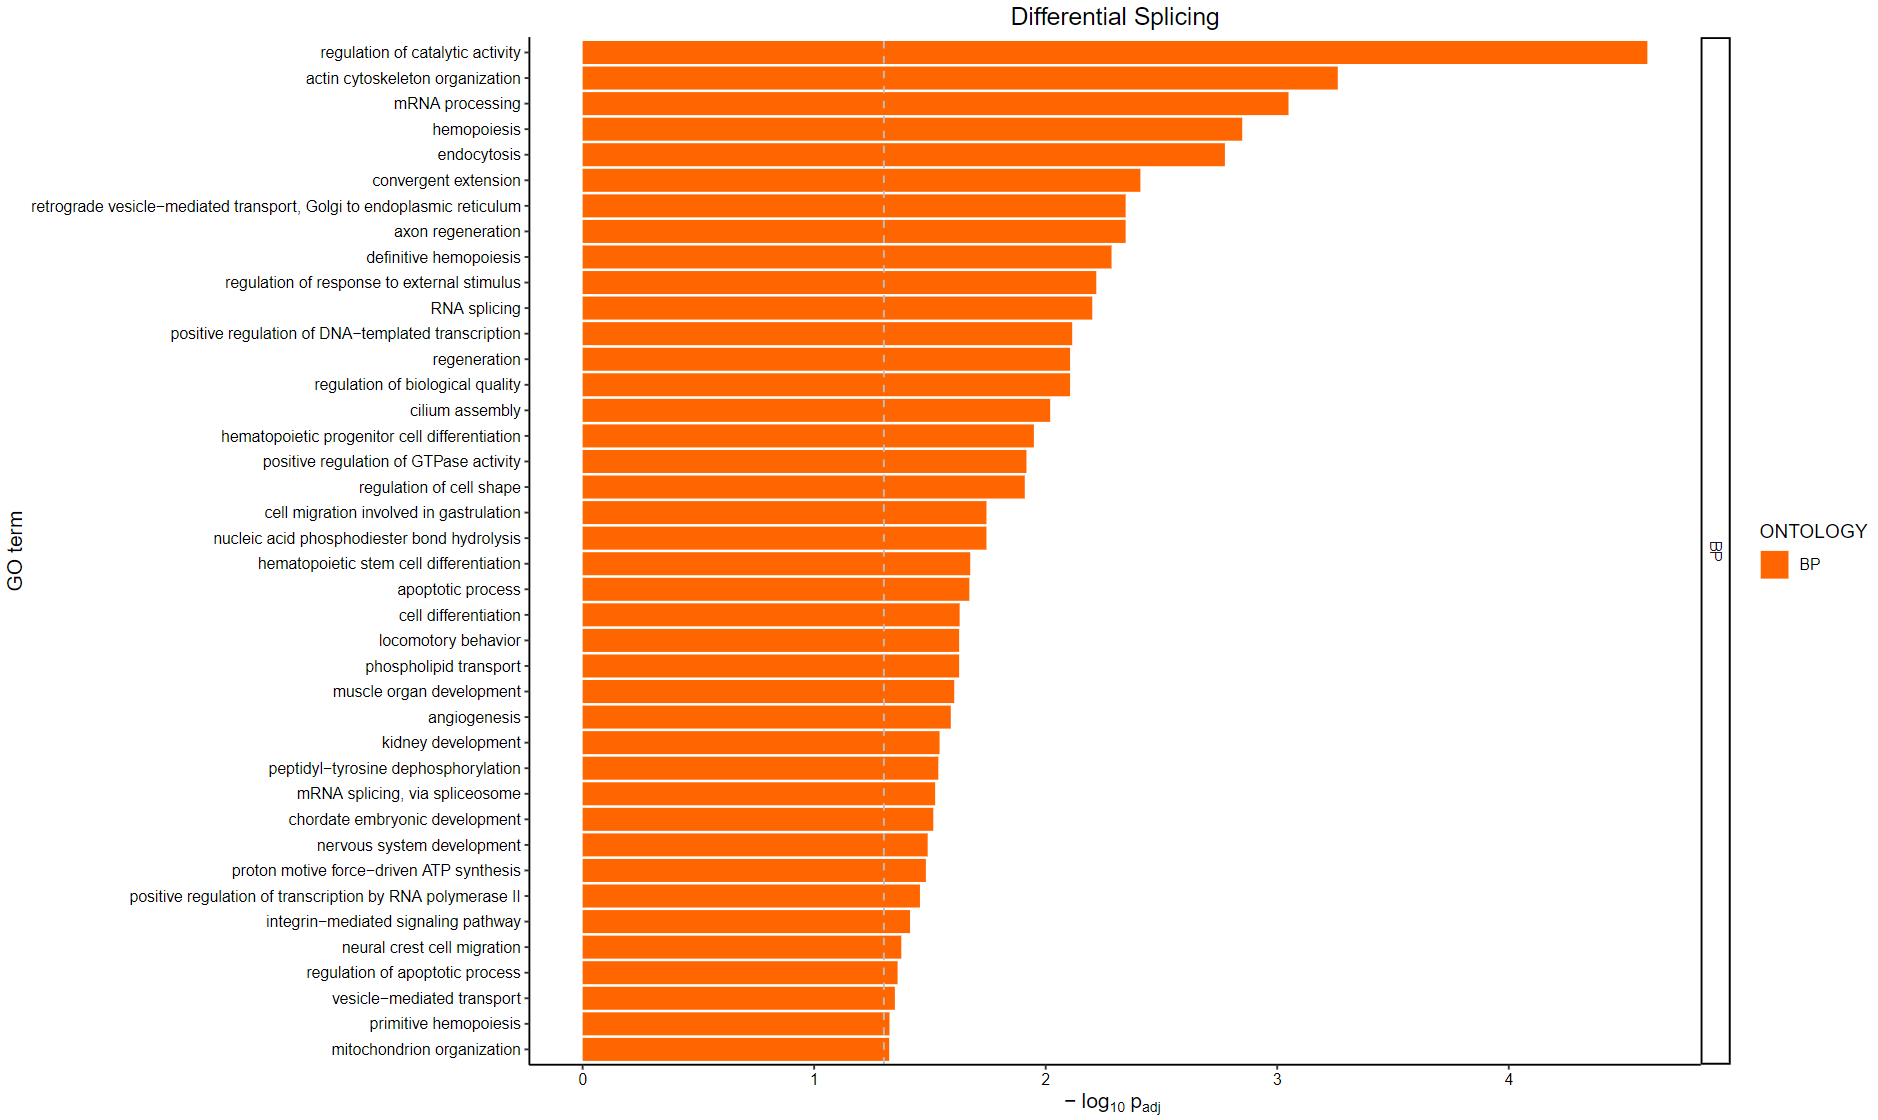 Differential Splicing
GO term
regulation of catalytic activity
actin cytoskeleton organization
mRNA processing
hemopoiesis
endocytosis
convergent extension
retrograde vesicle−mediated transport, Golgi to endoplasmic reticulum
axon regeneration
definitive hemopoiesis
regulation of response to external stimulus
RNA splicing
positive regulation of DNA−templated transcription
regeneration
regulation of biological quality
cilium assembly
hematopoietic progenitor cell differentiation
positive regulation of GTPase activity
regulation of cell shape
cell migration involved in gastrulation
nucleic acid phosphodiester bond hydrolysis
hematopoietic stem cell differentiation
apoptotic process
cell differentiation
locomotory behavior
phospholipid transport
muscle organ development
angiogenesis
kidney development
peptidyl−tyrosine dephosphorylation
mRNA splicing, via spliceosome
chordate embryonic development
nervous system development
proton motive force−driven ATP synthesis
positive regulation of transcription by RNA polymerase II
integrin−mediated signaling pathway
neural crest cell migration
regulation of apoptotic process
vesicle−mediated transport
primitive hemopoiesis
mitochondrion organization
0 1 2 3 4
− log10 padj
BP
ONTOLOGY
BP